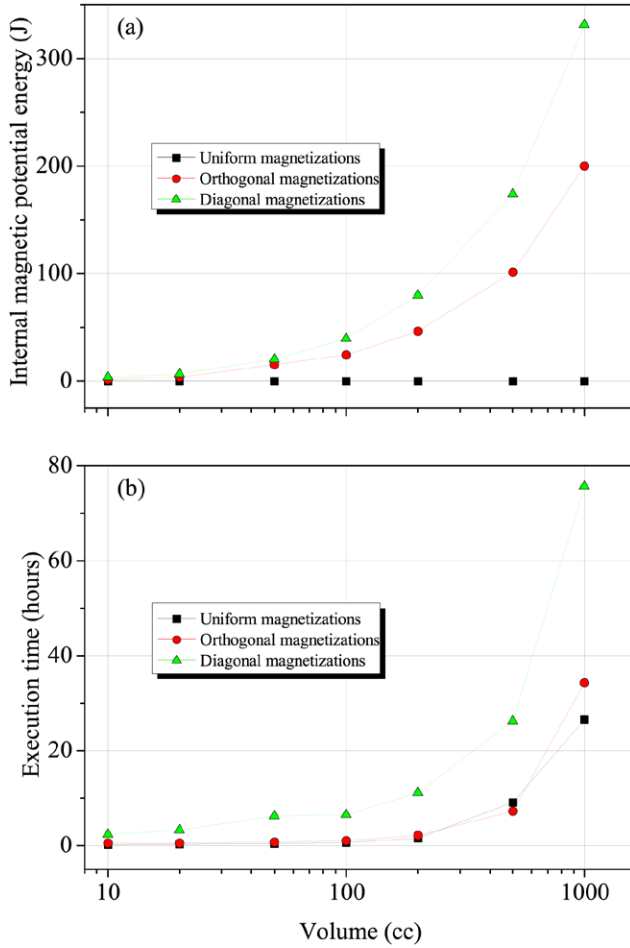 (a)
Internal magnetic potential energy (J)
300
200
100
0
Uniform magnetizations
Orthogonal magnetizations
Diagonal magnetizations
(b)
Execution time (hours)
80
60
40
20
0
Uniform magnetizations
Orthogonal magnetizations
Diagonal magnetizations
10
100
1000
Volume (cc)